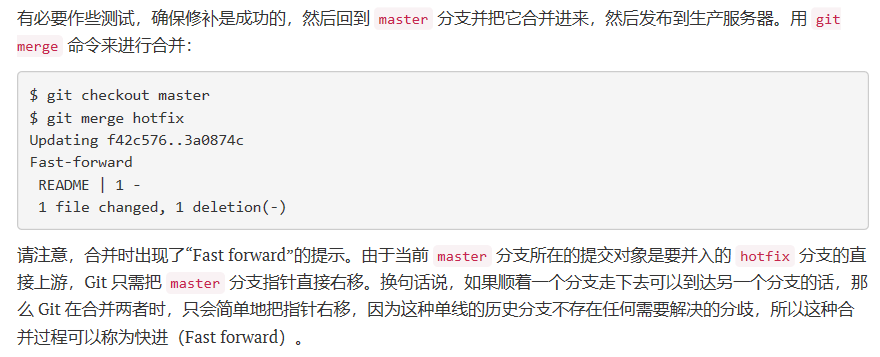 有必要作些测试，确保修补是成功的，然后回到 master 分支并把它合并进来，然后发布到生产服务器。用 git
merge 命令来进行合并：
$ git checkout master
$ git merge hotfix
Updating f42c576..3a0874c
Fast-forward
 README | 1 -
 1 file changed, 1 deletion(-)
请注意，合并时出现了“Fast forward”的提示。由于当前 master 分支所在的提交对象是要并入的 hotfix 分支的直
接上游，Git 只需把 master 分支指针直接右移。换句话说，如果顺着一个分支走下去可以到达另一个分支的话，那
么 Git 在合并两者时，只会简单地把指针右移，因为这种单线的历史分支不存在任何需要解决的分歧，所以这种合
并过程可以称为快进（Fast forward）。